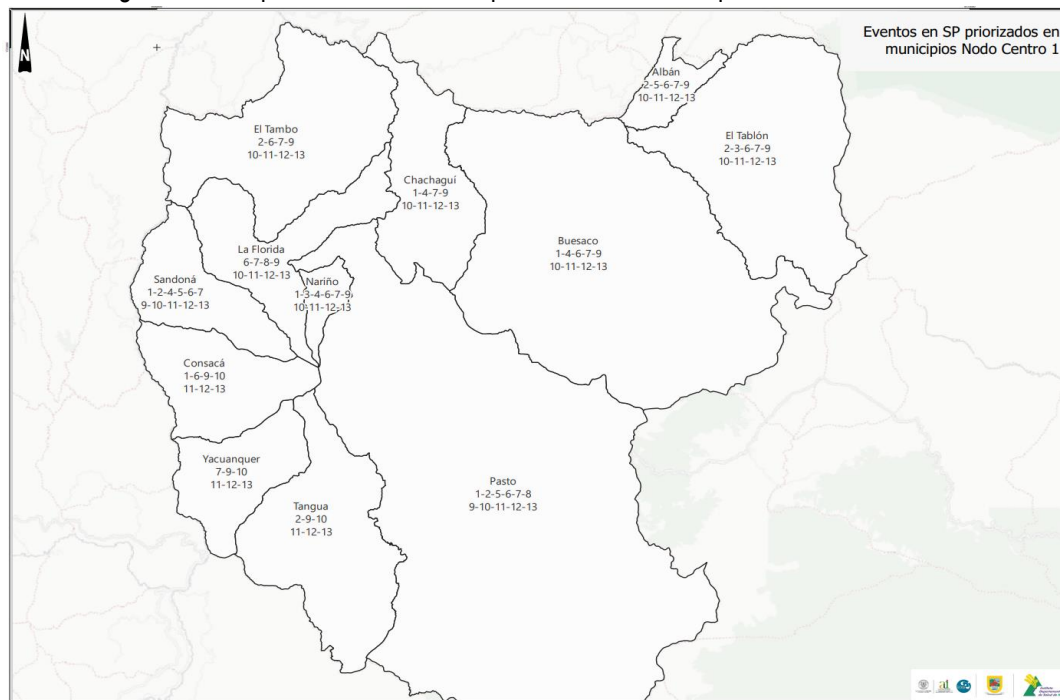 N
Eventos en SP priorizados en
municipios Nodo Centro 1
Albán
2-5-6-7-9
10-11-12-13
El Tambo
2-6-7-9
10-11-12-13
El Tablón
2-3-6-7-9
10-11-12-13
Chachaguí
1-4-7-9
10-11-12-13
Buesaco
1-4-6-7-9
10-11-12-13
La Florida
6-7-8-9
10-11-12-13
Sandoná
1-2-4-5-6-7
9-10-11-12-13
Nariño
1-3-4-6-7-9
10-11-12-13
Consacá
1-6-9-10
11-12-13
Yacuanquer
7-9-10
11-12-13
Pasto
1-2-5-6-7-8
9-10-11-12-13
Tangua
2-9-10
11-12-13